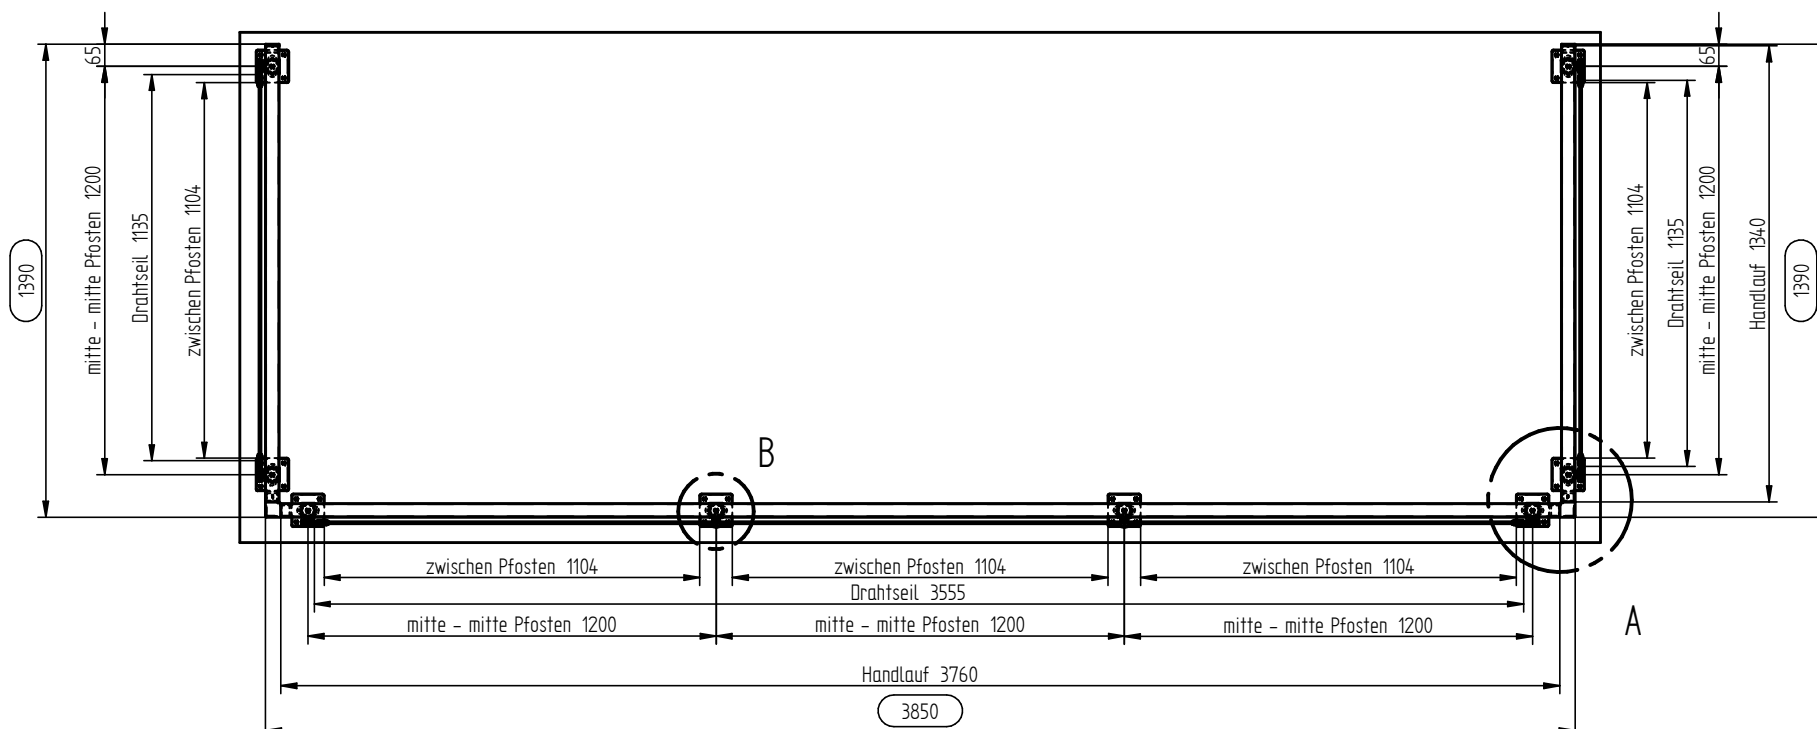 65
65
1390
mitte - mitte Pfosten 1200
Drahtseil 1135
zwischen Pfosten 1104
zwischen Pfosten 1104
Drahtseil 1135
mitte - mitte Pfosten 1200
Handlauf 1340
1390
B
zwischen Pfosten 1104
zwischen Pfosten 1104
zwischen Pfosten 1104
Drahtseil 3555
mitte - mitte Pfosten 1200
mitte - mitte Pfosten 1200
mitte - mitte Pfosten 1200
A
Handlauf 3760
3850